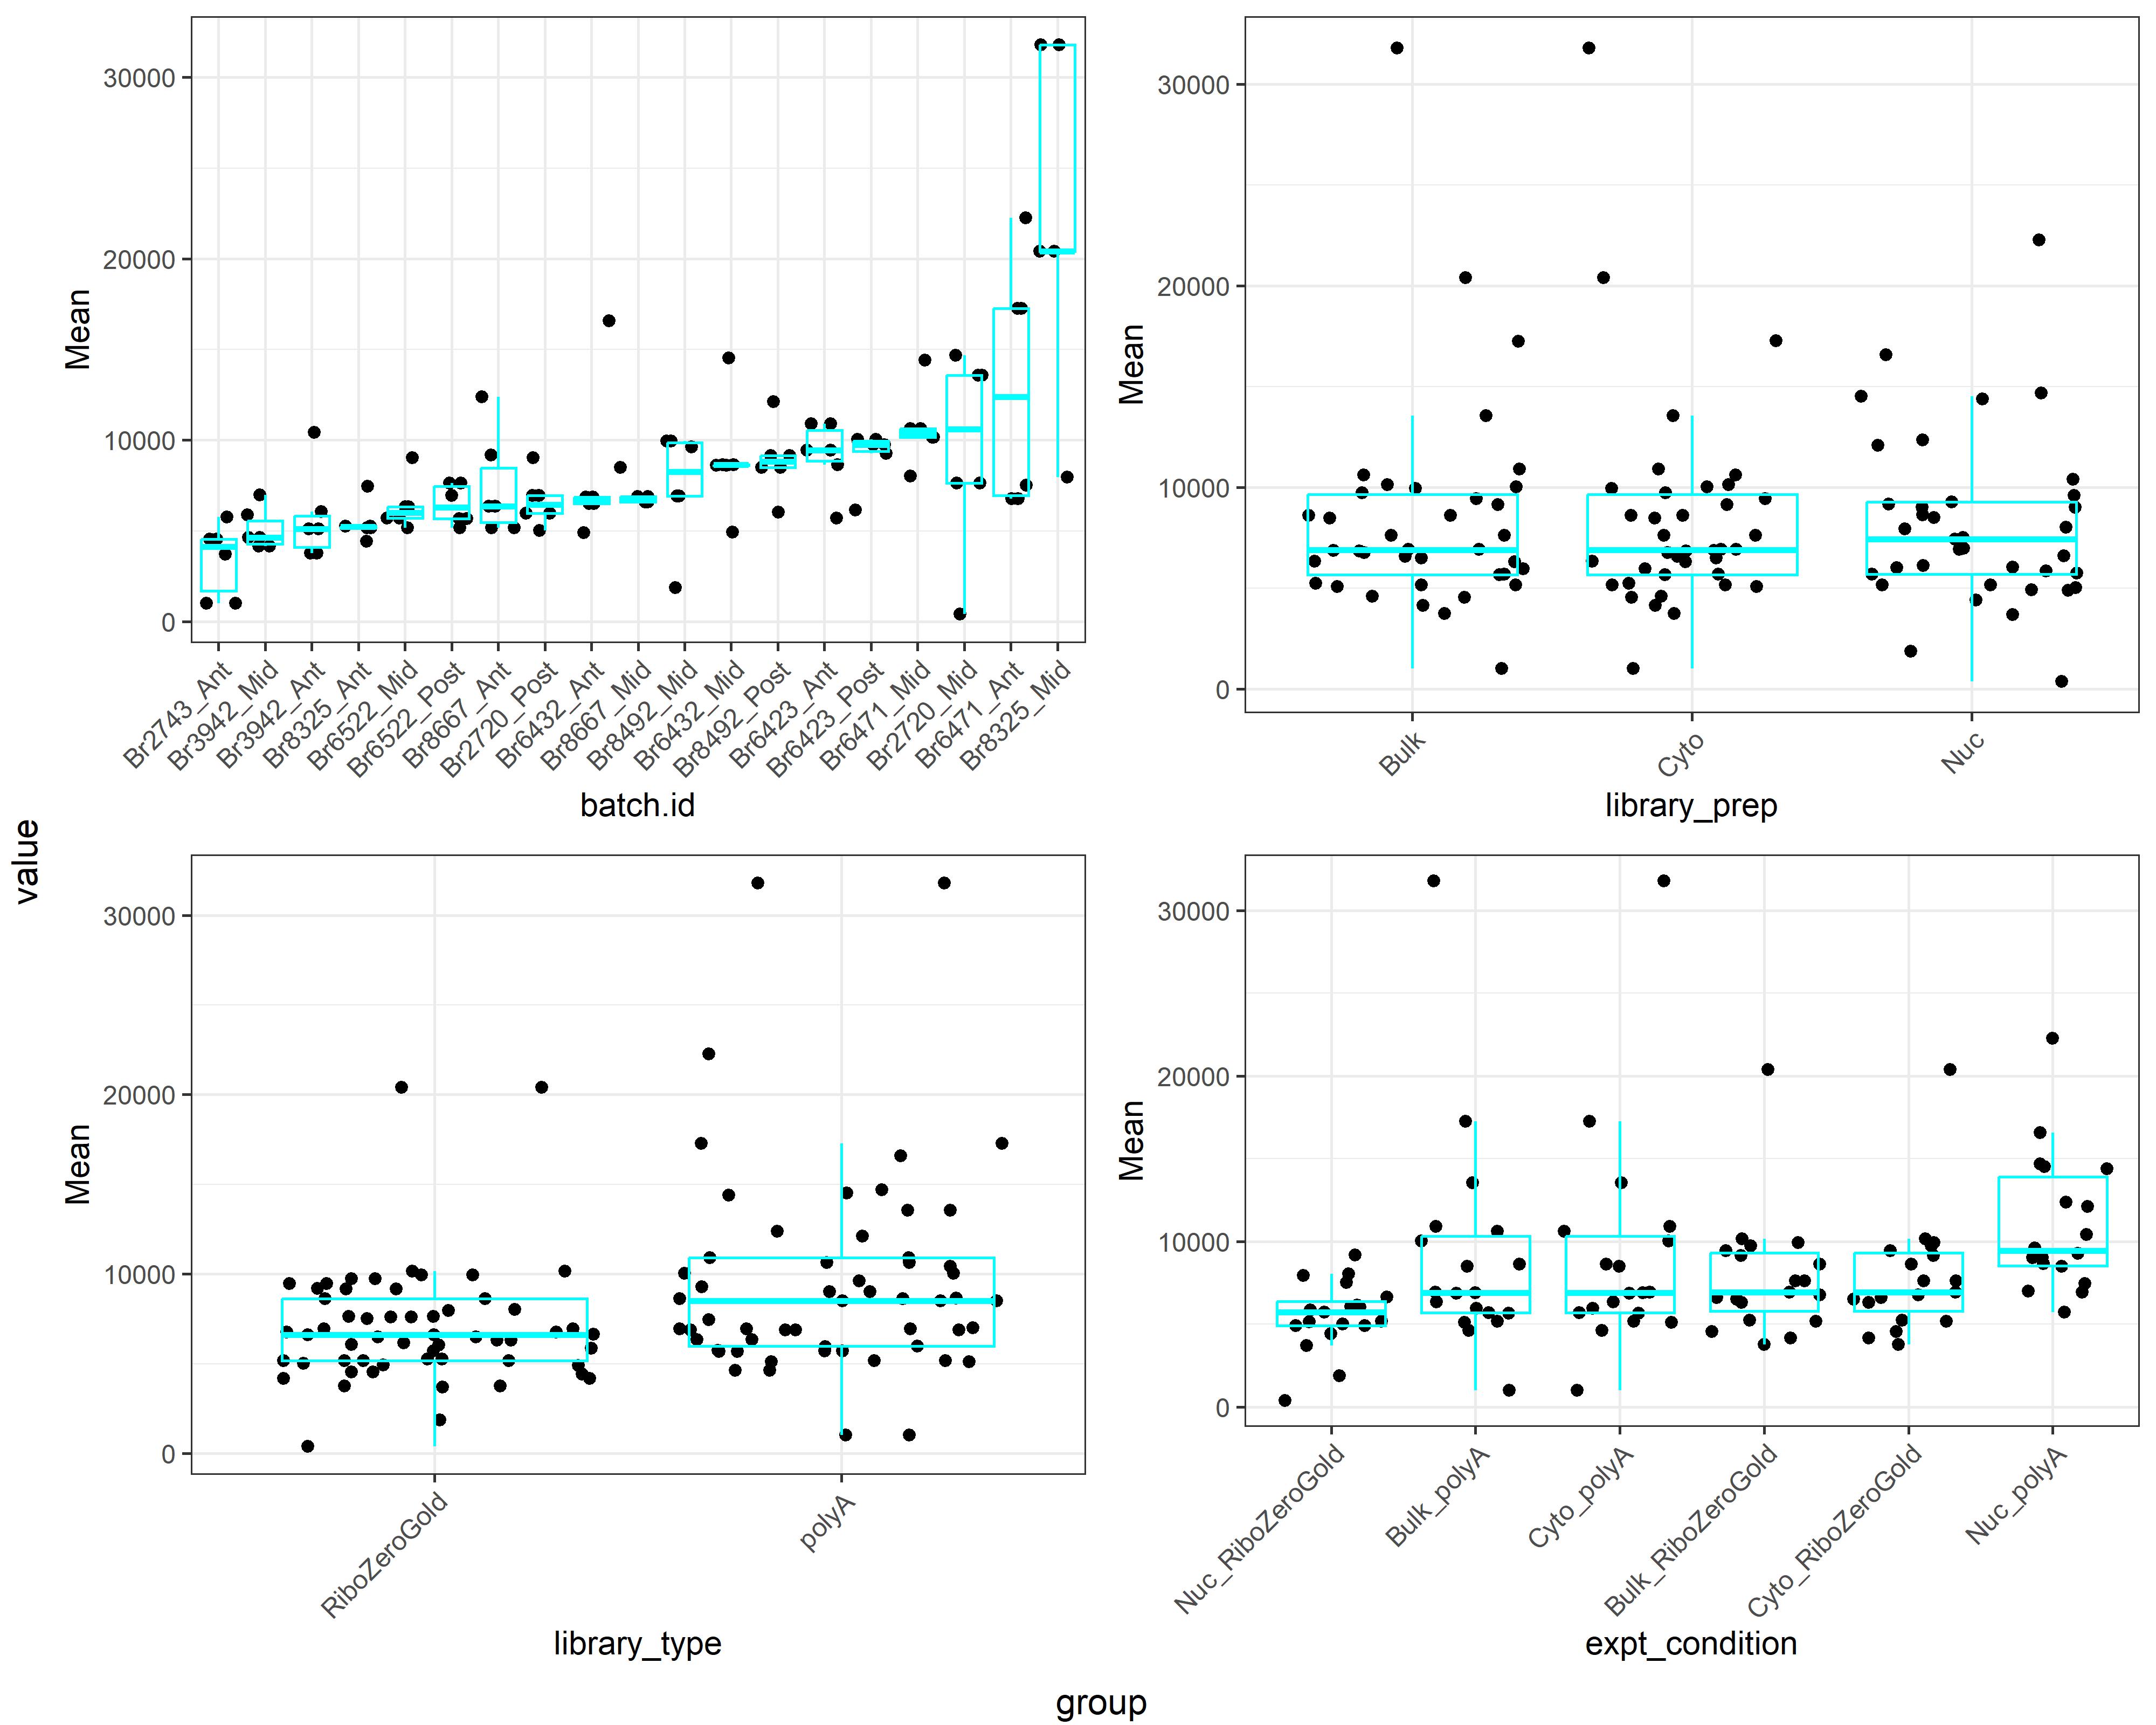 30000
20000
10000
0
Mean
Br2743_Ant
Br3942_Mid
Br3942_Ant
Br8325_Ant
Br6522_Mid
Br6522_Post
Br8667_Ant
Br2720_Post
Br6432_Ant
Br8667_Mid
Br8492_Mid
Br6432_Mid
Br8492_Post
Br6423_Ant
Br6423_Post
Br6471_Mid
Br2720_Mid
Br6471_Ant
Br8325_Mid
batch.id
30000
20000
10000
0
Mean
Bulk
Cyto
Nuc
library_prep
value
30000
20000
10000
0
Mean
RiboZeroGold
polyA
library_type
30000
20000
10000
0
Mean
Nuc_RiboZeroGold
Bulk_polyA
Cyto_polyA
Bulk_RiboZeroGold
Cyto_RiboZeroGold
Nuc_polyA
expt_condition
group